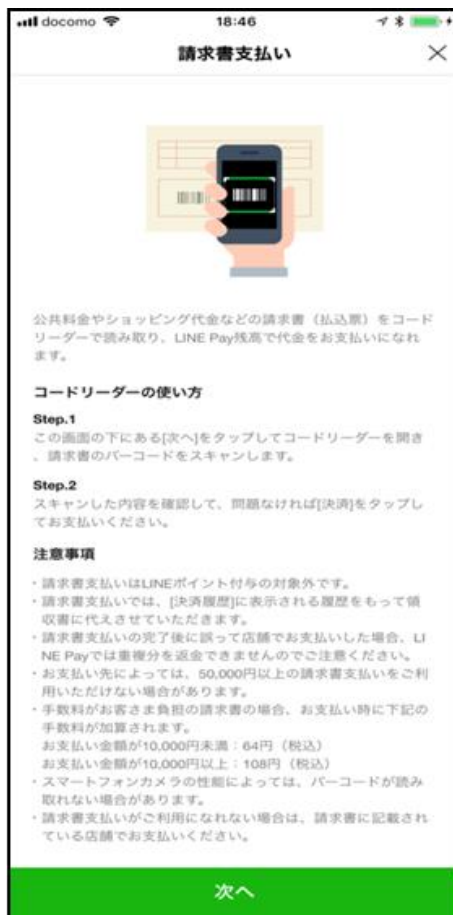 docomo 18:46
請求書支払い
公共料金やショッピング代金などの請求書（払込票）をコード
リーダーで読み取り、LINE Pay残高で代金をお支払いになれ
ます。
コードリーダーの使い方
Step.1
この画面の下にある[次へ]をタップしてコードリーダーを開き
、請求書のバーコードをスキャンします。
Step.2
スキャンした内容を確認して、問題なければ[決済]をタップし
てお支払いください。
注意事項
・請求書支払いはLINEポイント付与の対象外です。
・請求書支払いでは、[決済履歴]に表示される履歴をもって領
収書に代えさせていただきます。
・請求書支払いの完了後に誤って店舗でお支払いした場合、LI
NE Payでは重複分を返金できませんのでご注意ください。
・お支払い先によっては、50,000円以上の請求書支払いをご利
用いただけない場合があります。
・手数料がお客さま負担の請求書の場合、お支払い時に下記の
手数料が加算されます。
お支払い金額が10,000円未満：64円（税込）
お支払い金額が10,000円以上：108円（税込）
・スマートフォンカメラの性能によっては、バーコードが読み
取れない場合があります。
・請求書支払いがご利用になれない場合は、請求書に記載され
ている店舗でお支払いください。
次へ